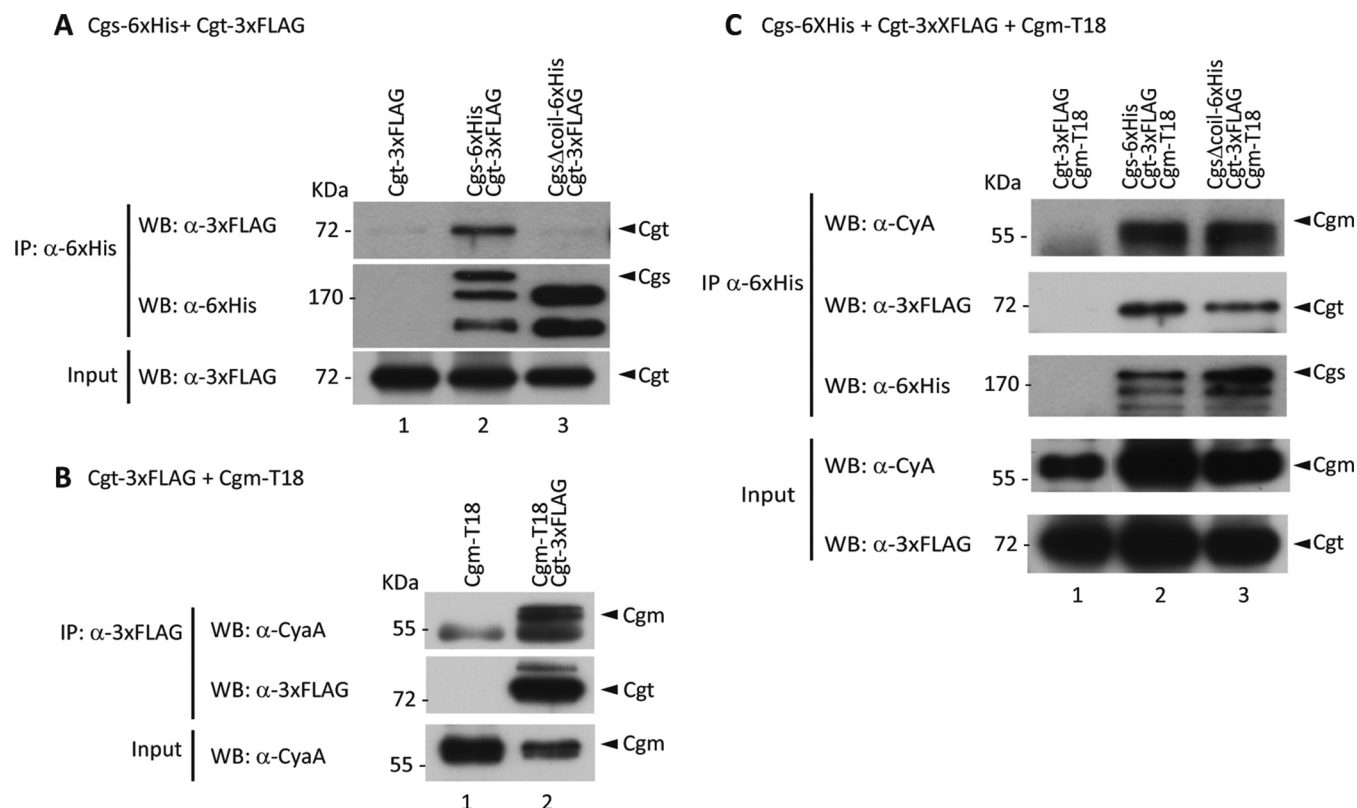 A Cgs-6xHis+ Cgt-3xFLAG
Cgt-3xFLAG
Cgs-6xHis
Cgt-3xFLAG
CgsΔcoil-6xHis
Cgt-3xFLAG
KDa
IP: α-6xHis
WB: α-3xFLAG
72 -
Cgt
WB: α-6xHis
170 -
Cgs
Input
WB: α-3xFLAG
72 -
Cgt
1 2 3
B Cgt-3xFLAG + Cgm-T18
Cgm-T18
Cgm-T18
Cgt-3xFLAG
KDa
IP: α-3xFLAG
WB: α-CyaA
55 -
Cgm
WB: α-3xFLAG
72 -
Cgt
Input
WB: α-CyaA
55 -
Cgm
1 2
C Cgs-6XHis + Cgt-3xXFLAG + Cgm-T18
Cgt-3xFLAG
Cgm-T18
Cgs-6xHis
Cgt-3xFLAG
Cgm-T18
CgsΔcoil-6xHis
Cgt-3xFLAG
Cgm-T18
KDa
IP α-6xHis
WB: α-CyA
55 -
Cgm
WB: α-3xFLAG
72 -
Cgt
WB: α-6xHis
170 -
Cgs
Input
WB: α-CyA
55 -
Cgm
WB: α-3xFLAG
72 -
Cgt
1 2 3